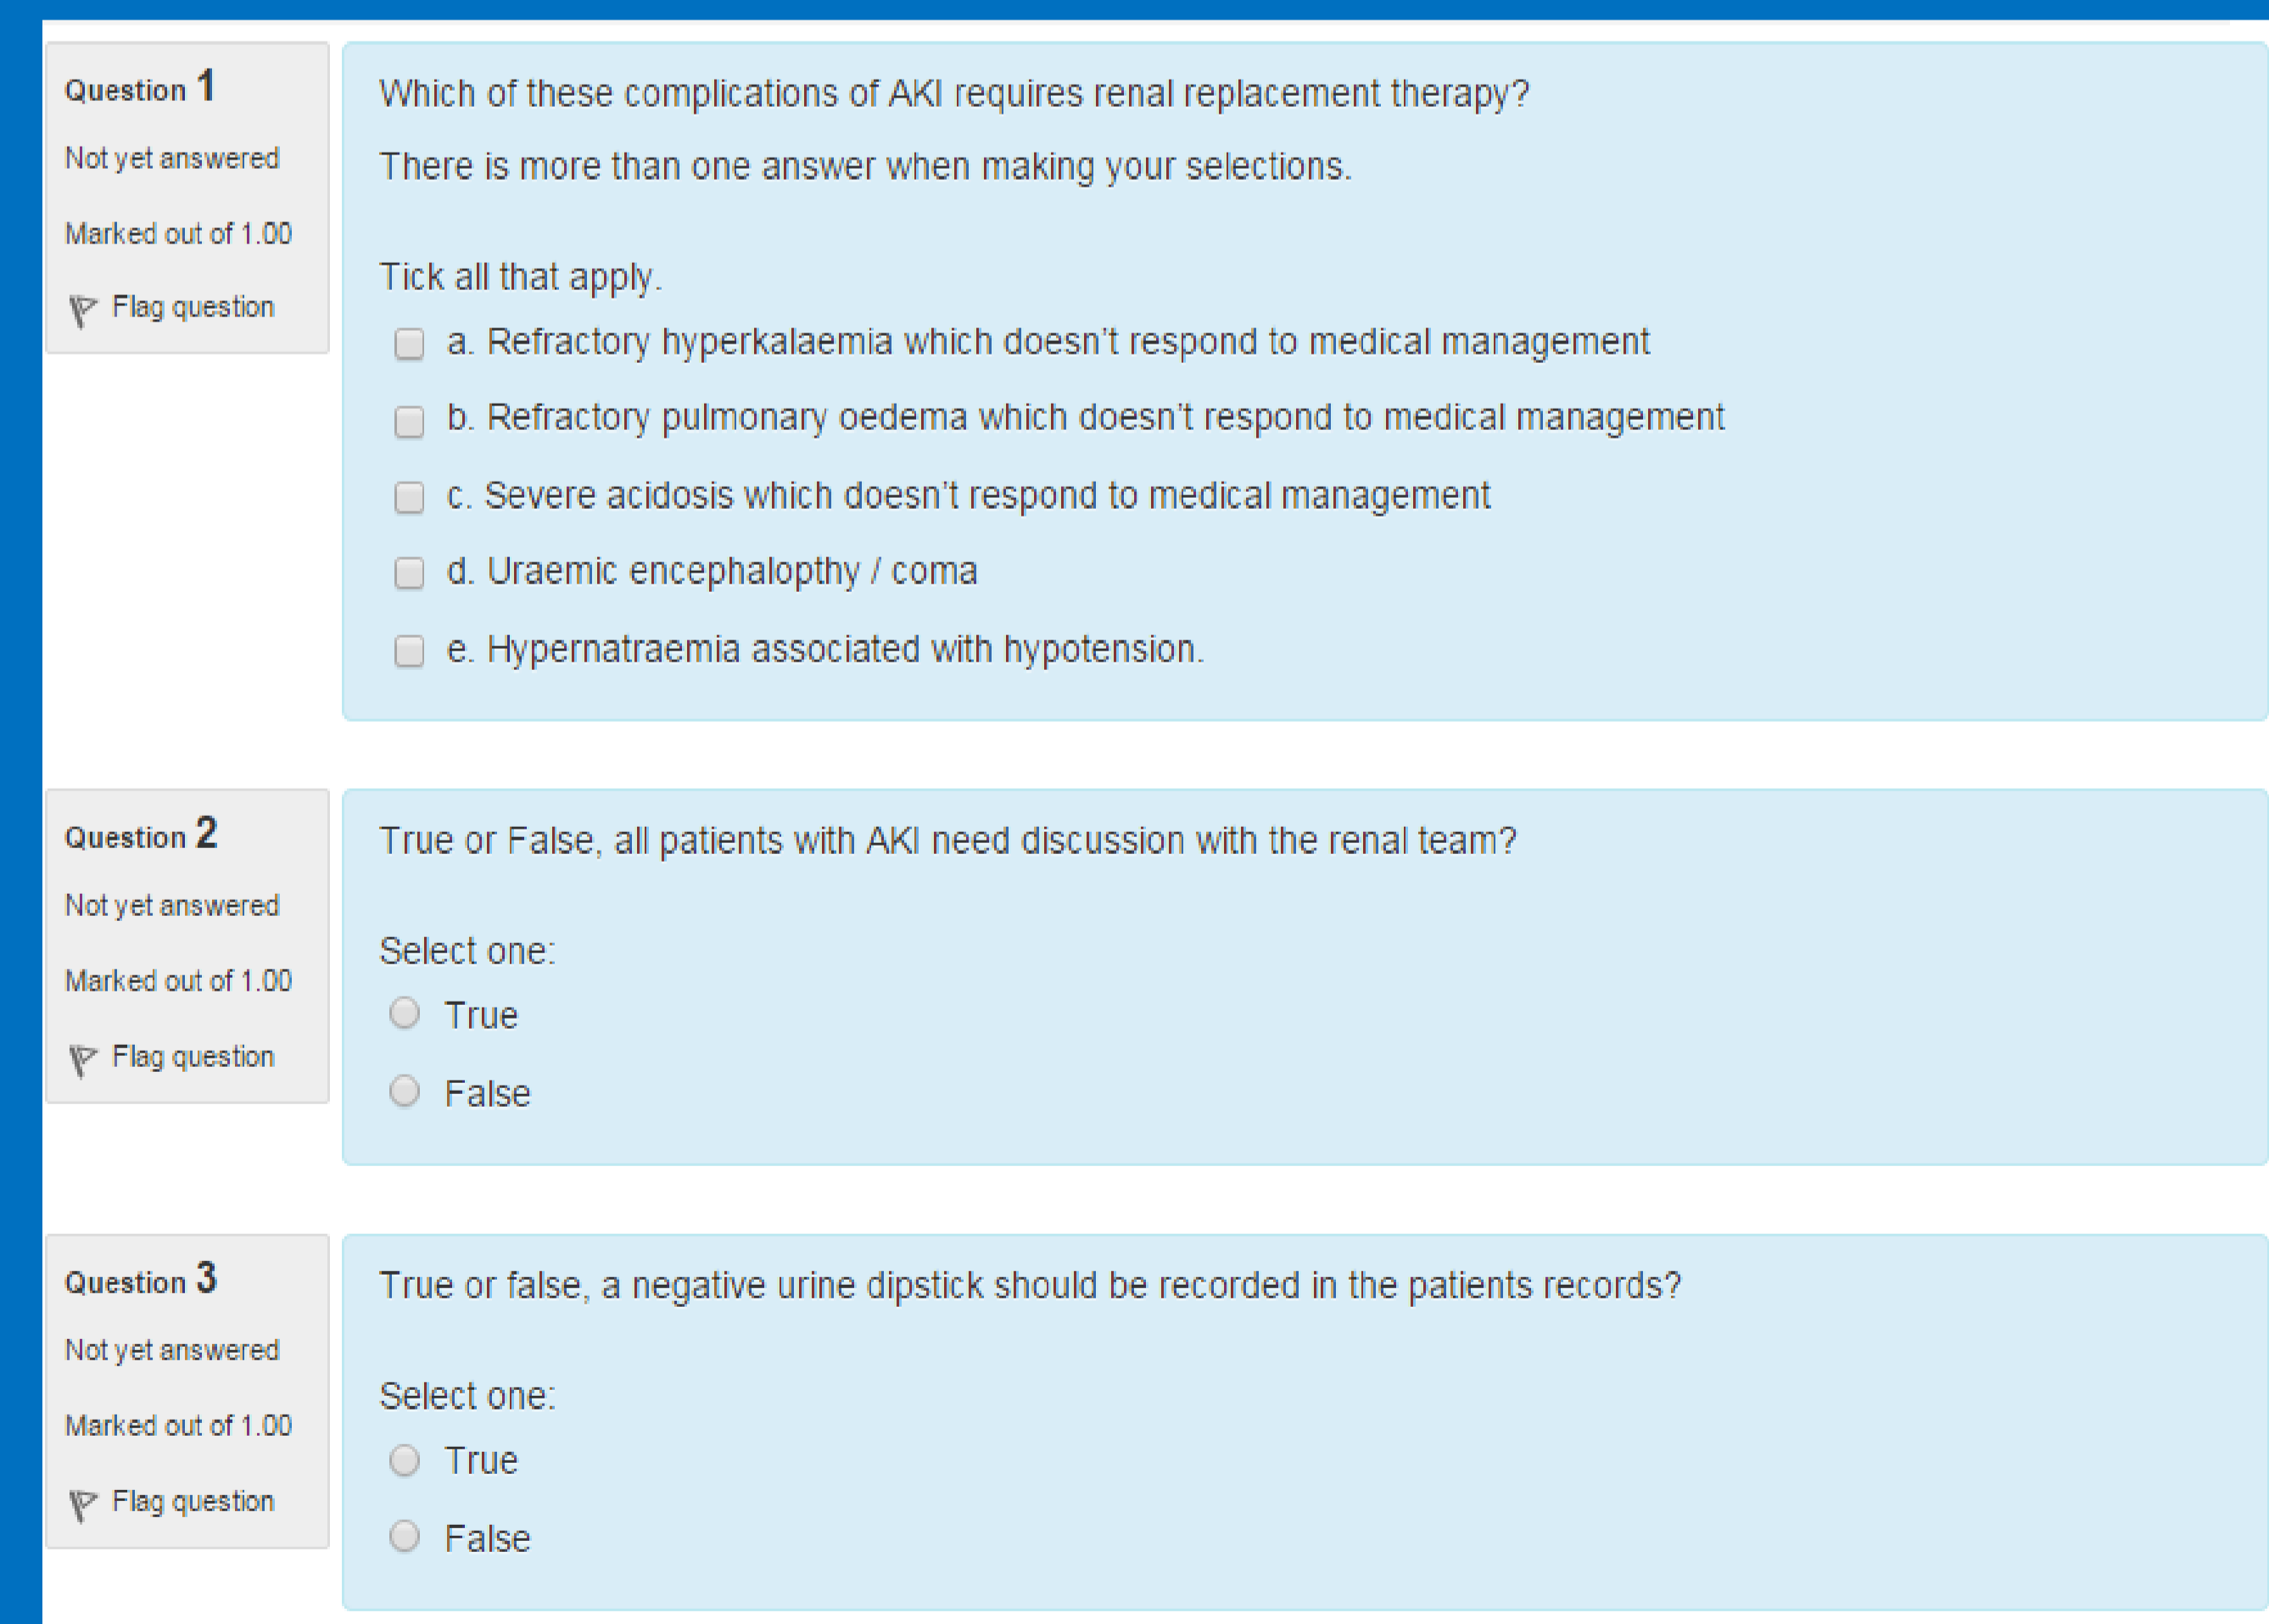 Question 1
Not yet answered
Marked out of 1.00
Flag question
Which of these complications of AKI requires renal replacement therapy?
There is more than one answer when making your selections.
Tick all that apply.
a. Refractory hyperkalaemia which doesn't respond to medical management
b. Refractory pulmonary oedema which doesn't respond to medical management
c. Severe acidosis which doesn't respond to medical management
d. Uraemic encephalopthy / coma
e. Hypernatraemia associated with hypotension.
Question 2
Not yet answered
Marked out of 1.00
Flag question
True or False, all patients with AKI need discussion with the renal team?
Select one:
True
False
Question 3
Not yet answered
Marked out of 1.00
Flag question
True or false, a negative urine dipstick should be recorded in the patients records?
Select one:
True
False